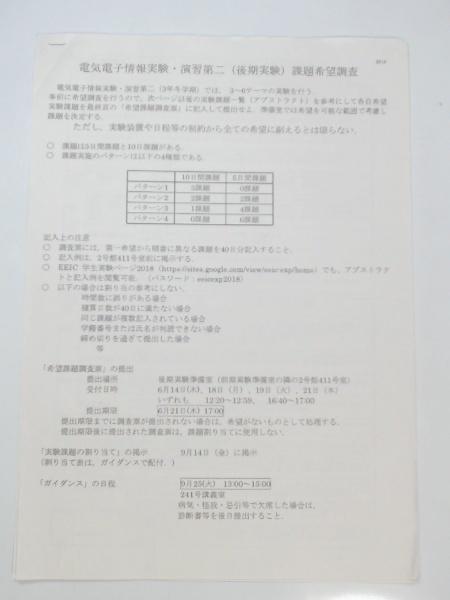 2018
電気電子情報実験・演習第二(後期実験)課題希望調査
電気電子情報実験・演習第二(3年冬学期)では、3~6テーマの実験を行う.
事前に希望調査を行うので、次ページ以後の実験課題一覧(アブストラクト)を参考にして各自希望
実験課題を最終頁の「希望課題調査票」に記入して提出せよ. 準備室では希望を可能な範囲で考慮し
課題を決定する.
ただし、実験装置や日程等の制約から全ての希望に副えるとは限らない.
○ 課題は5日間課題と10日課題がある.
○ 課題実施のパターンは以下の4種類である.
10日間課題 5日間課題
パターン1 3課題 0課題
パターン2 2課題 2課題
パターン3 1課題 4課題
パターン4 0課題 6課題
記入上の注意
○ 調査票には、第一希望から順番に異なる課題を40日分記入すること.
○ 記入例は、2号館411号室前に掲示する.
○ EEIC 学生実験ページ2018(https://sites.google.com/view/eeic-exp/home)でも、アブストラク
トと記入例を閲覧可能. (パスワード:eeicexp2018)
○ 以下の場合は割り当の参考にしない.
時間数に誤りがある場合
積算日数が40日に満たない場合
同じ課題が複数記入されている場合
学籍番号または氏名が判読できない場合
締め切りを過ぎて提出した場合
等
「希望課題調査票」の提出
提出場所 後期実験準備室(前期実験準備室の隣の2号館411号室)
受付日時 6月14日(木)、18日(月)、19日(火)、21日(木)
いずれも 12:20~12:59、 16:40~17:00
提出期限 6月21日(木) 17:00
提出期限までに調査票が提出されない場合は、希望がないものとして処理する.
提出期限後に提出された調査票は、課題割り当てに使用しない.
「実験課題の割り当て」の掲示 9月14日(金)に掲示
(割り当て表は、ガイダンスで配付.)
「ガイダンス」の日程 9月25(火) 13:00~15:00
241号講義室
病気・怪我・忌引等で欠席した場合は、
診断書等を後日提出すること.